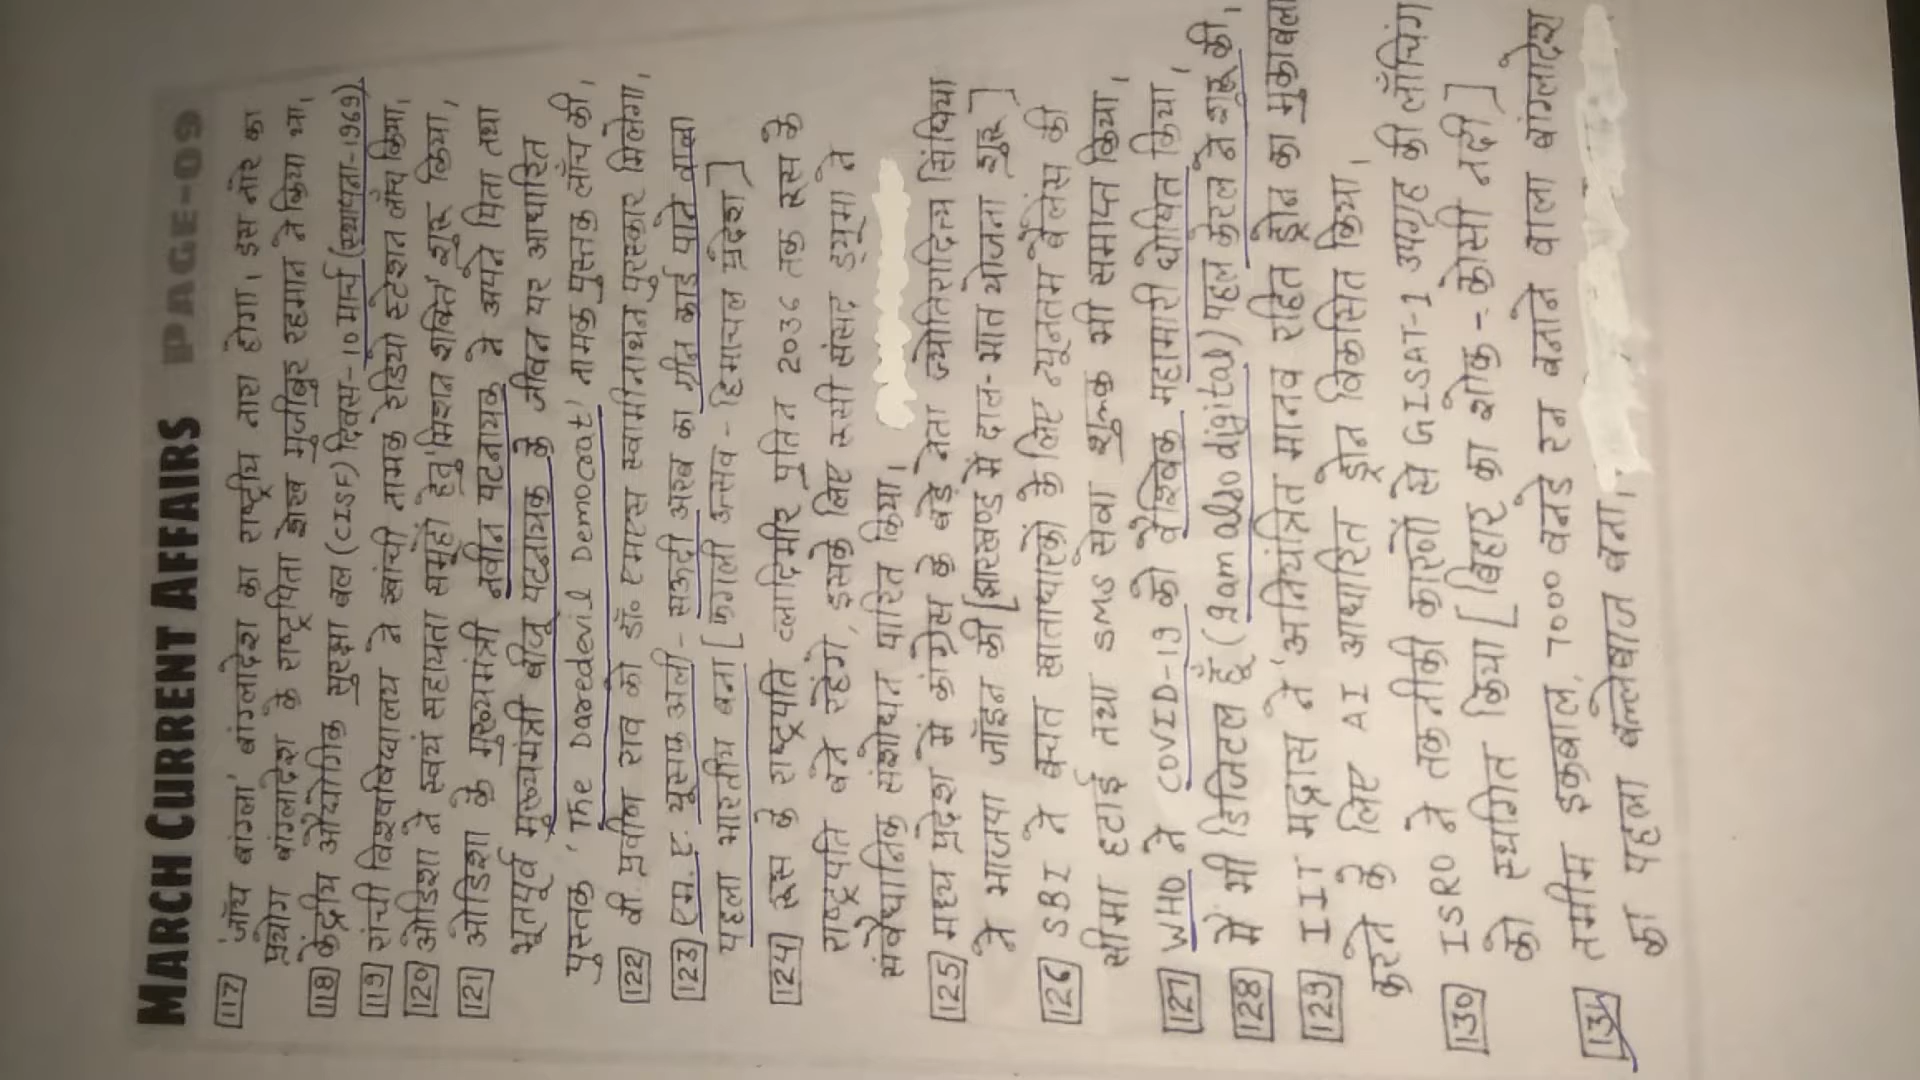 MARCH CURRENT AFFAIRS PAGE-09
117 'जॉय बांग्ला' बांग्लादेश का राष्ट्रीय नारा होगा। इस नारे का
प्रयोग बांग्लादेश के राष्ट्रपिता शेख मुजीबुर रहमान ने किया था।
118 केंद्रीय औद्योगिक सुरक्षा बल (CISF) दिवस - 10 मार्च (स्थापना-1969)
119 रांची विश्वविद्यालय ने खांची नामक रेडियो स्टेशन लाँच किया।
120 ओडिशा ने स्वयं सहायता समूहों हेतु 'मिशन शक्ति' शुरू किया।
121 ओडिशा के मुख्यमंत्री नवीन पटनायक ने अपने पिता तथा
भूतपूर्व मुख्यमंत्री बीजू पटनायक के जीवन पर आधारित
पुस्तक 'The Daredevil Democrat' नामक पुस्तक लाँच की।
122 वी प्रवीण राव को डॉ० एमएस स्वामीनाथन पुरस्कार मिलेगा।
123 एम. ए. यूसुफ अली - सऊदी अरब का ग्रीन कार्ड पाने वाला
पहला भारतीय बना [फगली उत्सव - हिमाचल प्रदेश]
124 रूस के राष्ट्रपति व्लादिमीर पुतिन 2036 तक रूस के
राष्ट्रपति बने रहेंगे, इसके लिए रूसी संसद ड्यूमा ने
संवैधानिक संशोधन पारित किया।
125 मध्य प्रदेश में कांग्रेस के बड़े नेता ज्योतिरादित्य सिंधिया
ने भाजपा जॉइन की [झारखण्ड में दाल-भात योजना शुरू]
126 SBI ने बचत खाताधारकों के लिए न्यूनतम बैलेंस की
सीमा हटाई तथा SMS सेवा शुल्क भी समाप्त किया।
127 WHO ने COVID-19 को वैश्विक महामारी घोषित किया।
128 मैं भी डिजिटल हूँ (I am also digital) पहल केरल ने शुरू की।
129 IIT मद्रास ने 'अनियंत्रित मानव रहित ड्रोन का मुकाबला
करने के लिए AI आधारित ड्रोन विकसित किया।
130 ISRO ने तकनीकी कारणों से GISAT-1 उपग्रह की लॉंचिंग
को स्थगित किया [बिहार का शोक - कोसी नदी]
131 तमीम इकबाल, 7000 वनडे रन बनाने वाला बांग्लादेश
का पहला बल्लेबाज बना।